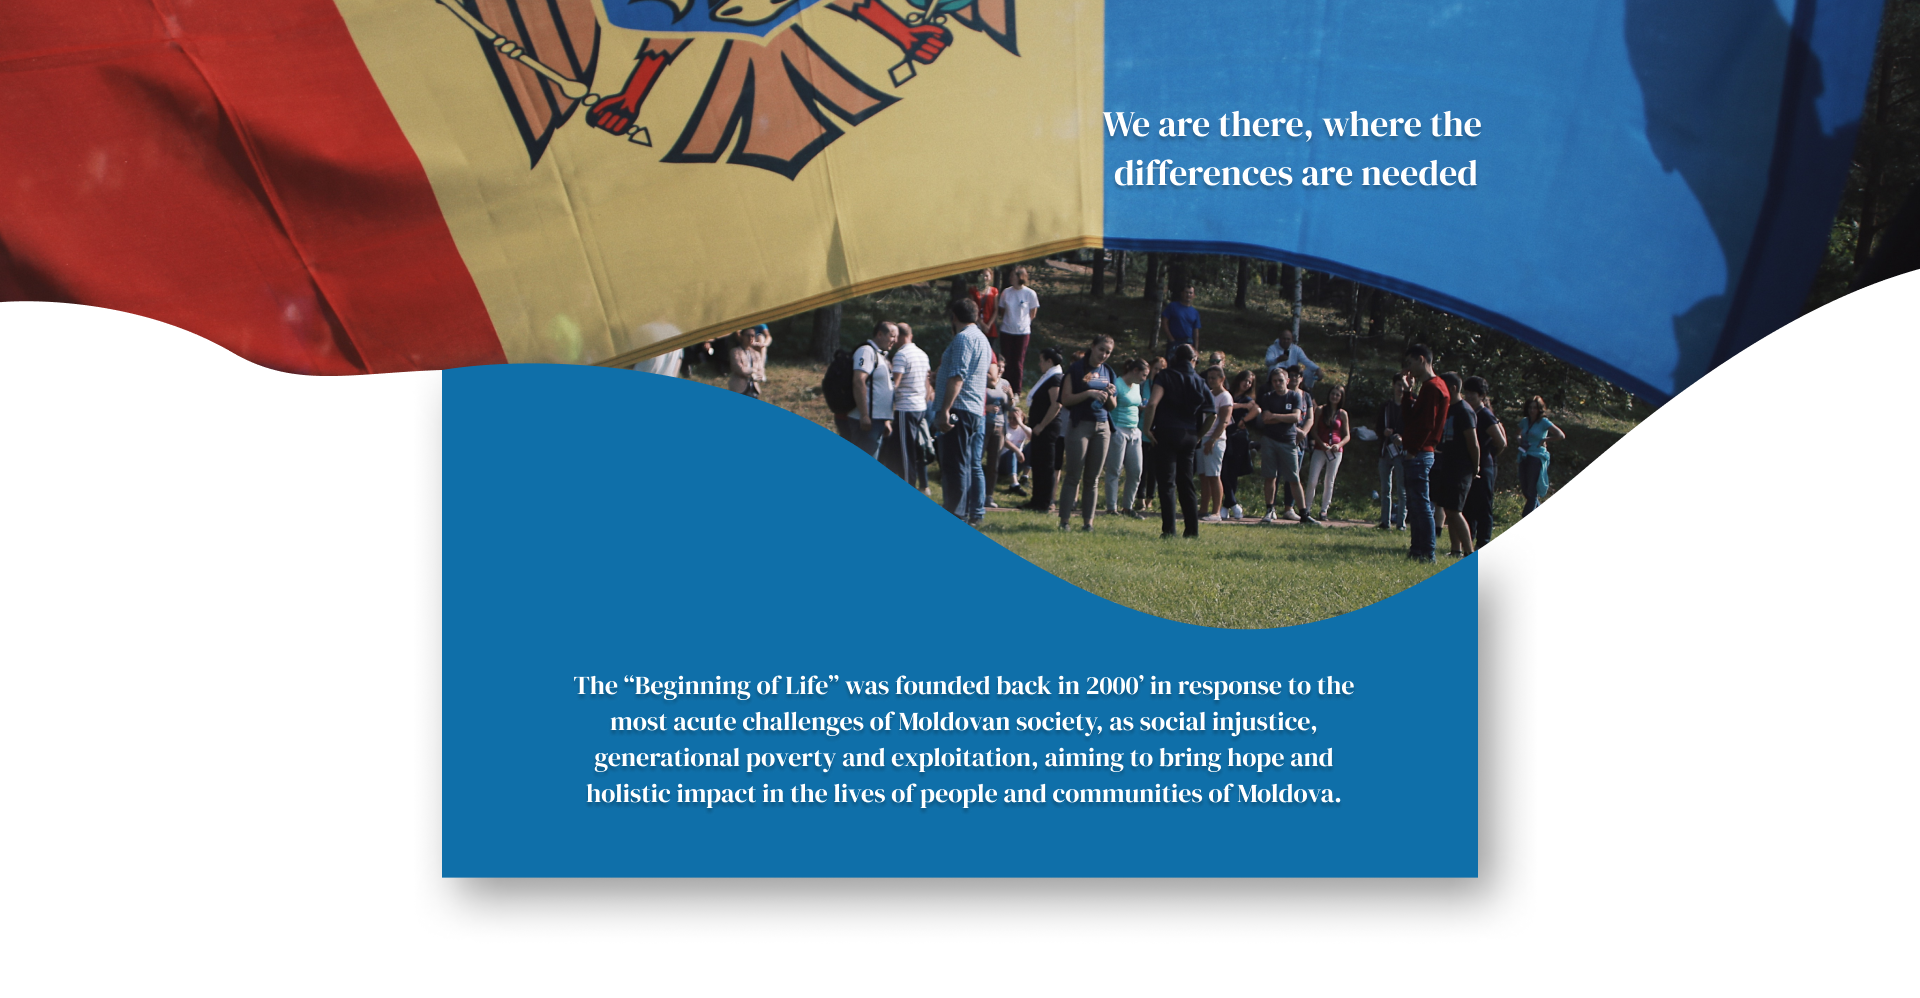 We are there, where the
differences are needed
The “Beginning of Life” was founded back in 2000’ in response to the
most acute challenges of Moldovan society, as social injustice,
generational poverty and exploitation, aiming to bring hope and
holistic impact in the lives of people and communities of Moldova.